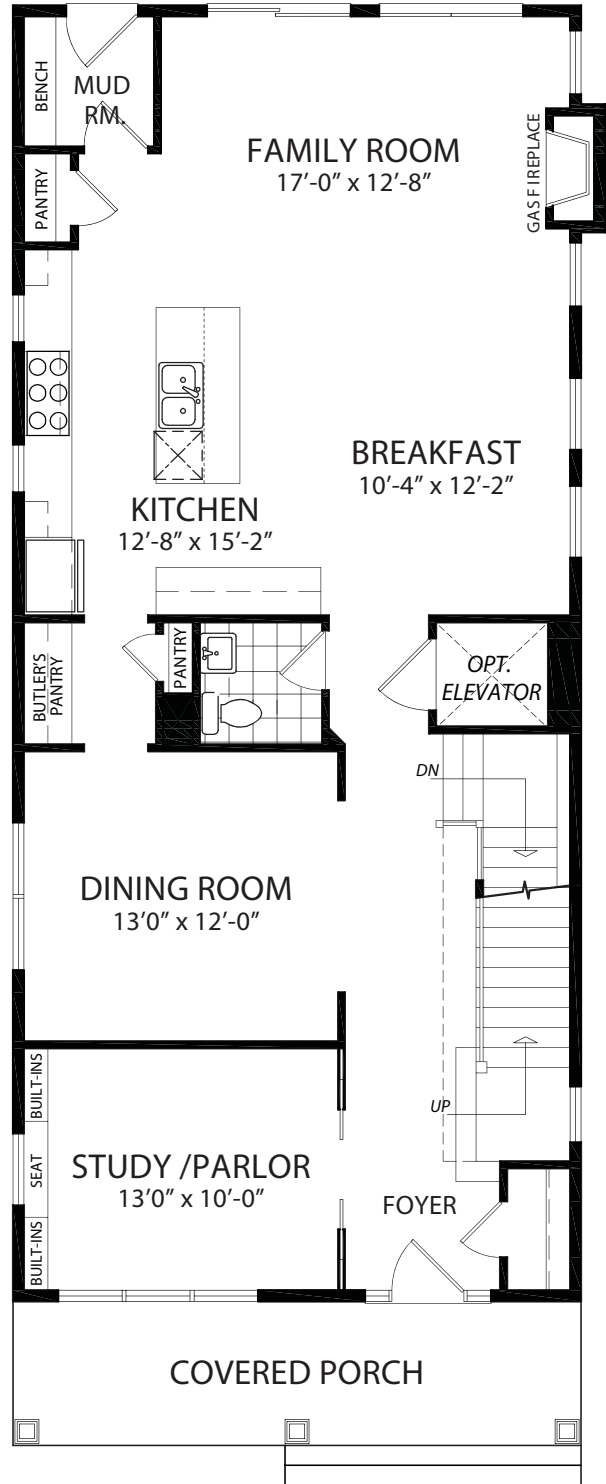 BENCH
MUD
RM.
FAMILY ROOM
17'-0" x 12'-8"
GAS FIREPLACE
PANTRY
BREAKFAST
10'-4" x 12'-2"
KITCHEN
12'-8" x 15'-2"
BUTLER'S
PANTRY
PANTRY
OPT.
ELEVATOR
DN
DINING ROOM
13'0" x 12'-0"
BUILT-INS
UP
SEAT
STUDY /PARLOR
13'0" x 10'-0"
FOYER
BUILT-INS
COVERED PORCH